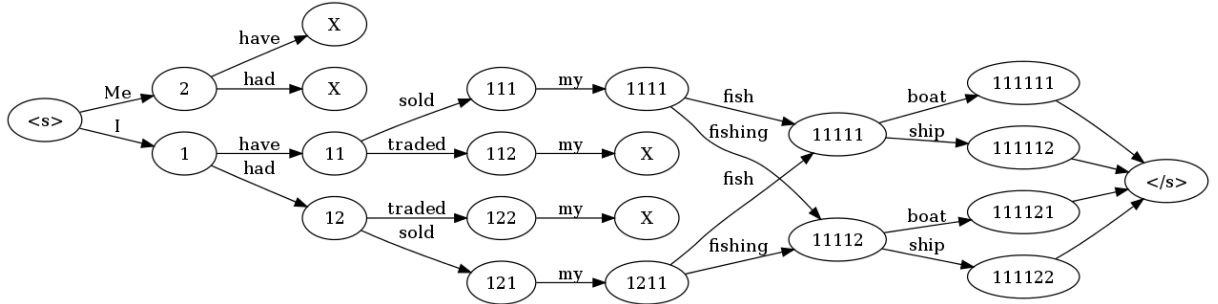 X
have
Me 2 had X 111 my 1111 fish boat 111111
<s> I sold fishing 11111 ship 111112
1 have 11 traded 112 my X </s>
had fish
12 traded 122 my X boat 111121
sold fishing 11112 ship
121 my 1211 111122